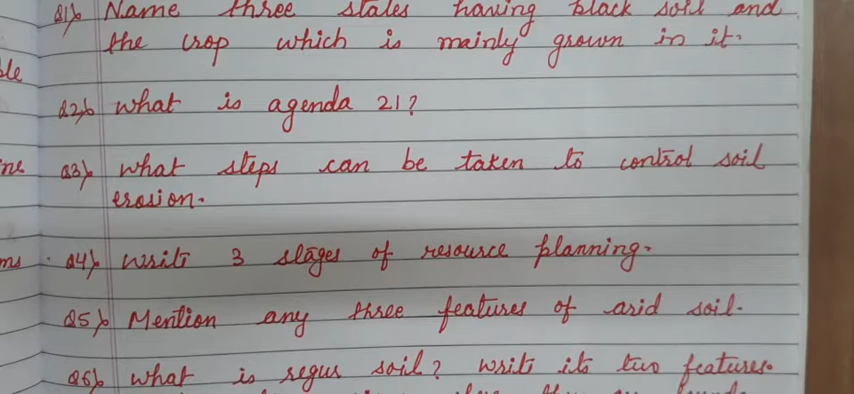 Q1) Name three states having black soil and
the crop which is mainly grown in it.
ble
Q2) What is agenda 21?
Q3) What steps can be taken to control soil
erosion.
Q4) Write 3 stages of resource planning.
ms
Q5) Mention any three features of arid soil.
Q6) What is regur soil? Write its two features.